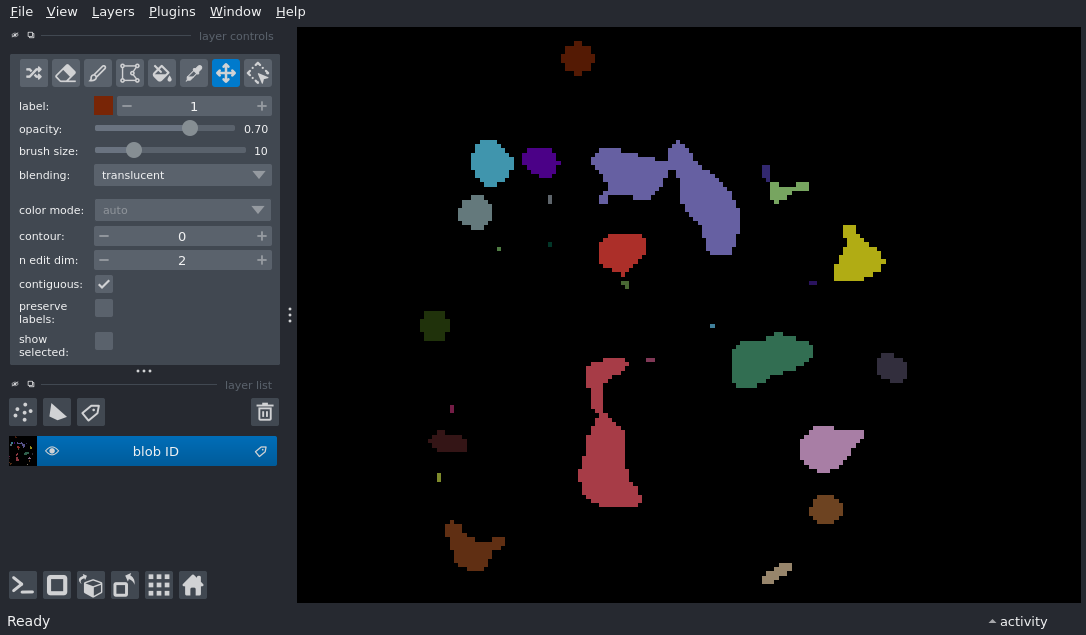 File View Layers Plugins Window Help
layer controls
label: 1
opacity: 0.70
brush size: 10
blending: translucent
color mode: auto
contour: 0
n edit dim: 2
contiguous:
preserve
labels:
show
selected:
layer list
blob ID
Ready
activity